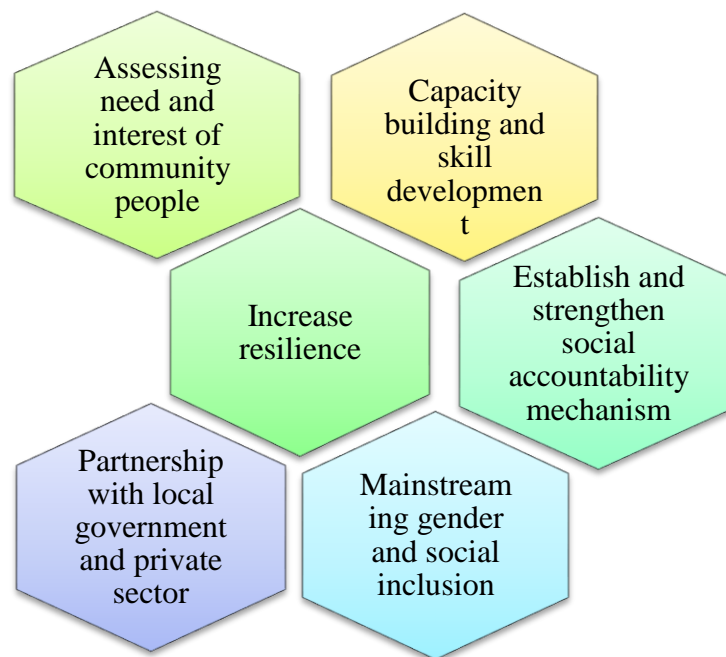 Assessing
need and
interest of
community
people
Capacity
building and
skill
developmen
t
Increase
resilience
Establish and
strengthen
social
accountability
mechanism
Partnership
with local
government
and private
sector
Mainstream
ing gender
and social
inclusion